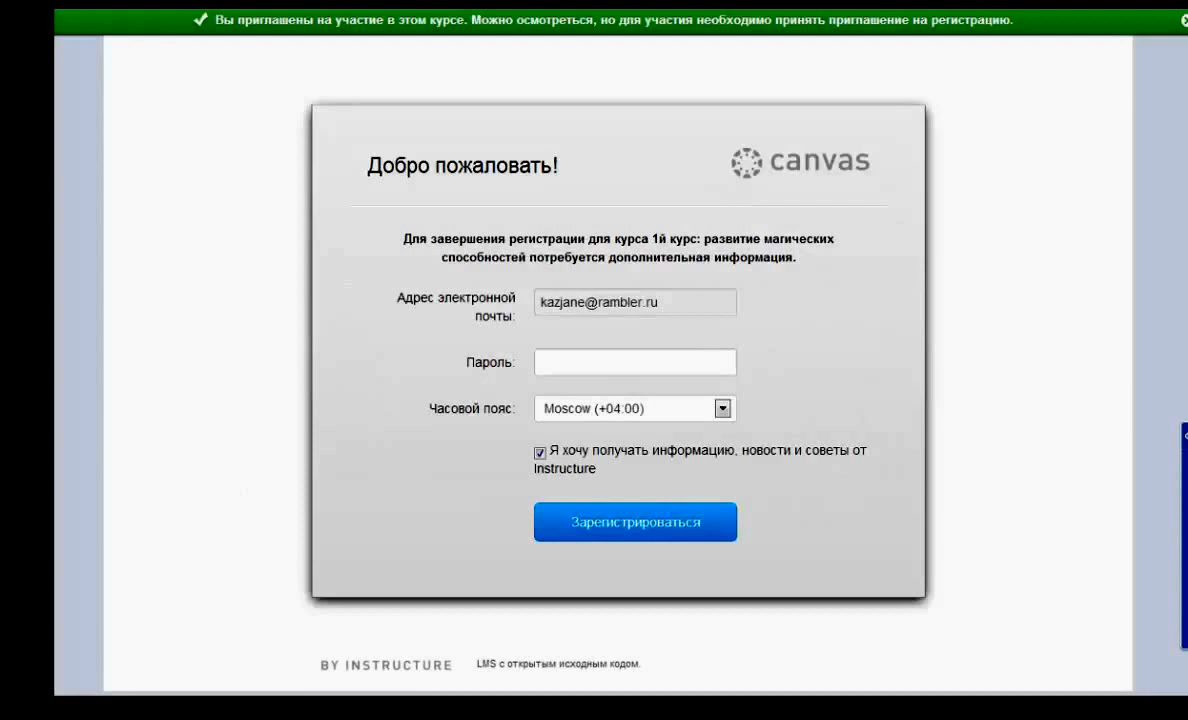 Вы приглашены на участие в этом курсе. Можно осмотреться, но для участия необходимо принять приглашение на регистрацию.
Добро пожаловать!
canvas
Для завершения регистрации для курса 1й курс: развитие магических
способностей потребуется дополнительная информация.
Адрес электронной
почты:
kazjane@rambler.ru
Пароль:
Часовой пояс:
Moscow (+04:00)
Я хочу получать информацию, новости и советы от
Instructure
Зарегистрироваться
BY INSTRUCTURE
LMS с открытым исходным кодом.